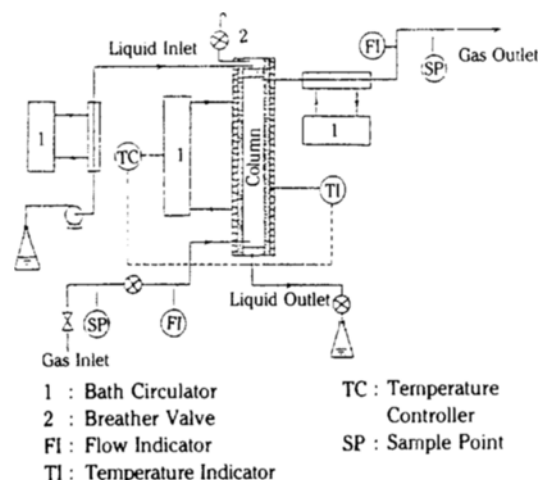 2
Liquid Inlet
FI
SP
Gas Outlet
1
TC
1
Column
1
TI
SP
FI
Liquid Outlet
Gas Inlet
1 : Bath Circulator
2 : Breather Valve
FI : Flow Indicator
TI : Temperature Indicator
TC : Temperature
Controller
SP : Sample Point